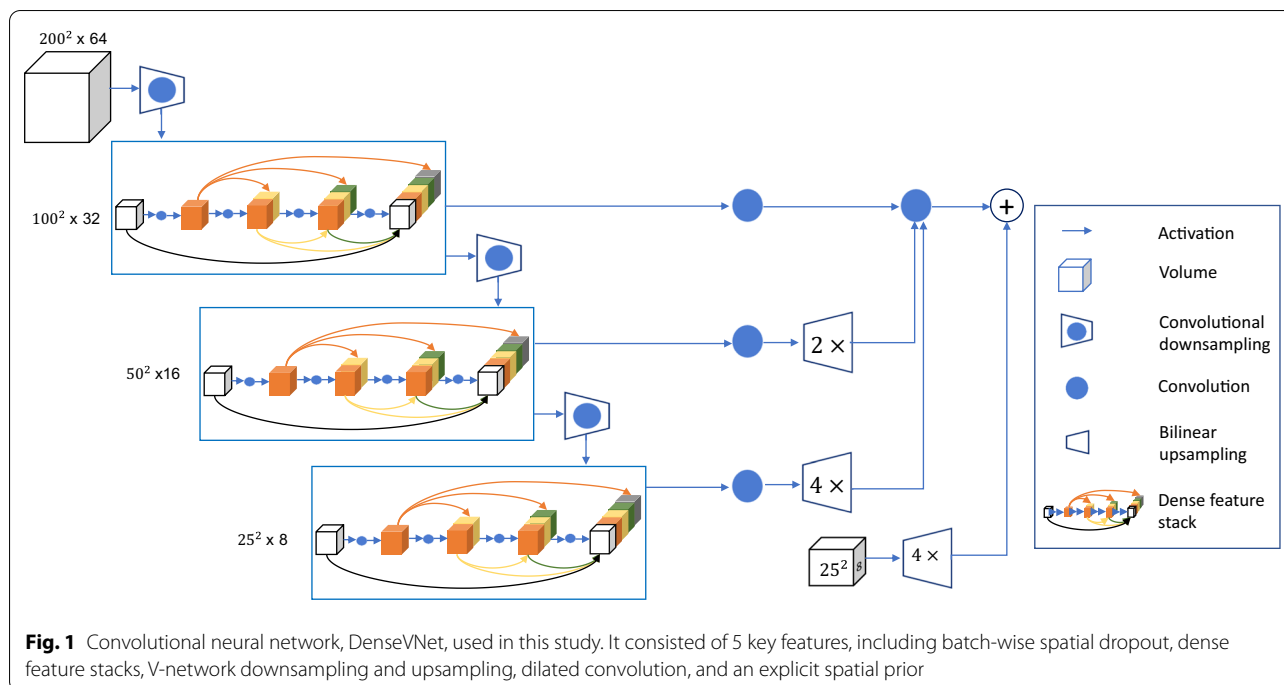 200² x 64
100² x 32
50² x16
25² x 8
2 ×
4 ×
25² 8
4 ×
+
Activation
Volume
Convolutional
downsampling
Convolution
Bilinear
upsampling
Dense feature
stack
Fig. 1 Convolutional neural network, DenseVNet, used in this study. It consisted of 5 key features, including batch-wise spatial dropout, dense
feature stacks, V-network downsampling and upsampling, dilated convolution, and an explicit spatial prior